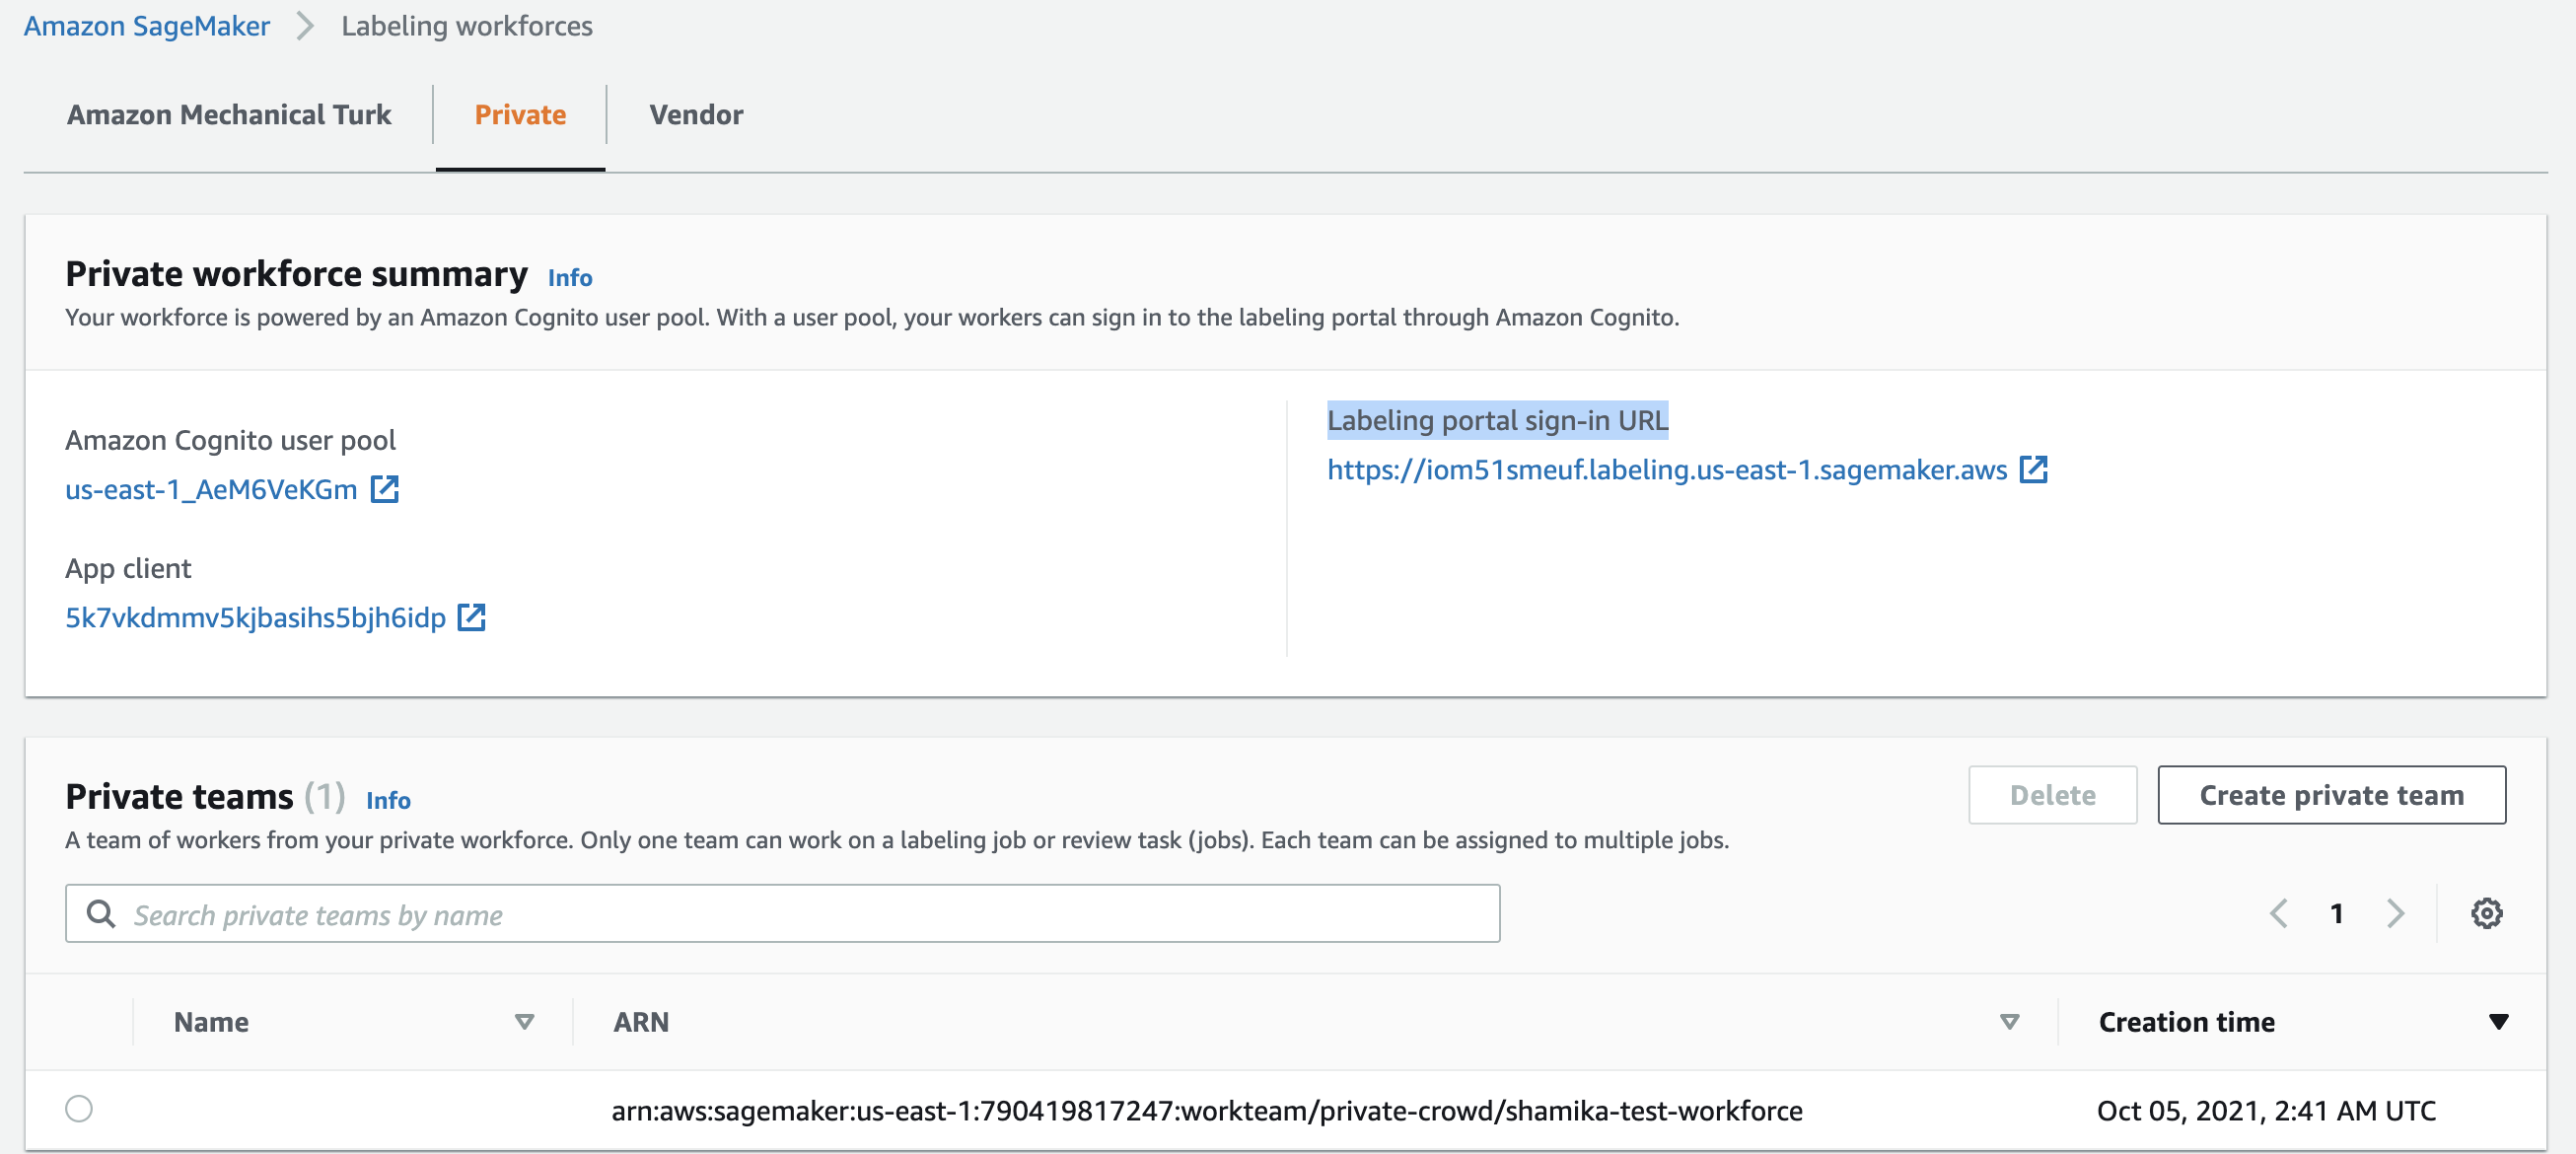 Amazon SageMaker > Labeling workforces
Amazon Mechanical Turk
Private
Vendor
Private workforce summary Info
Your workforce is powered by an Amazon Cognito user pool. With a user pool, your workers can sign in to the labeling portal through Amazon Cognito.
Amazon Cognito user pool
us-east-1_AeM6VeKGm
App client
5k7vkdmmv5kjbasihs5bjh6idp
Labeling portal sign-in URL
https://iom51smeuf.labeling.us-east-1.sagemaker.aws
Private teams (1) Info
Delete
Create private team
A team of workers from your private workforce. Only one team can work on a labeling job or review task (jobs). Each team can be assigned to multiple jobs.
Search private teams by name
1
Name
ARN
Creation time
arn:aws:sagemaker:us-east-1:790419817247:workteam/private-crowd/shamika-test-workforce
Oct 05, 2021, 2:41 AM UTC